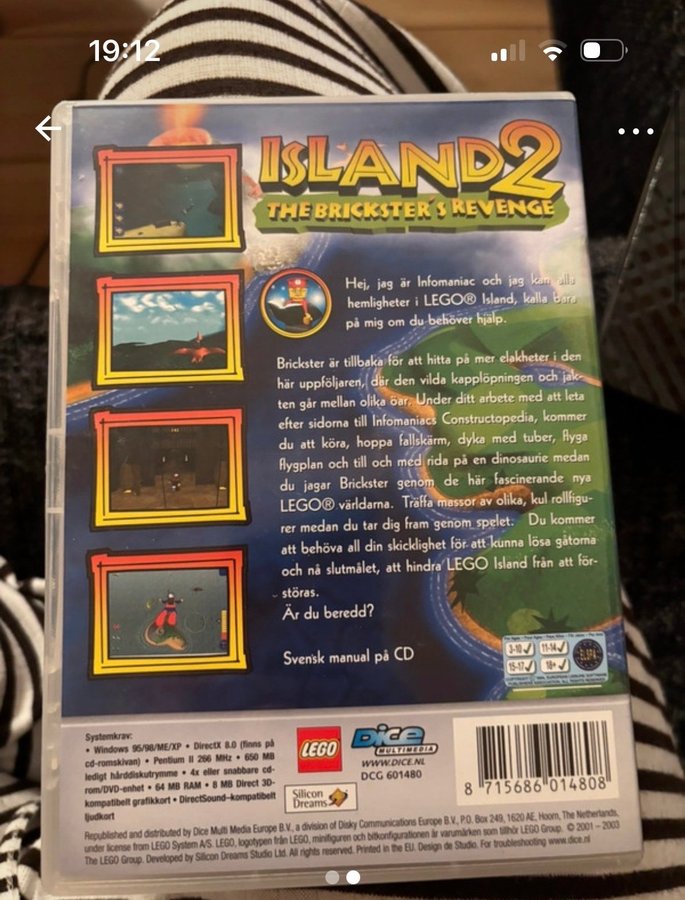 19:12
ISLAND 2
THE BRICKSTER'S REVENGE
Hej, jag är Infomaniac och jag kan alla
hemligheter i LEGO® Island, kalla bara
på mig om du behöver hjälp.
Brickster är tillbaka för att hitta på mer elakheter i den
här uppföljaren, där den vilda kapplöpningen och jak-
ten går mellan olika öar. Under ditt arbete med att leta
efter sidorna till Infomaniacs Constructopedia, kommer
du att köra, hoppa fallskärm, dyka med tuber, flyga
flygplan och till och med rida på en dinosaurie medan
du jagar Brickster genom de här fascinerande nya
LEGO® världarna. Träffa massor av olika, kul rollfigu-
rer medan du tar dig fram genom spelet. Du kommer
att behöva all din skicklighet för att kunna lösa gåtorna
och nå slutmålet, att hindra LEGO Island från att för-
störas.
Är du beredd?
Svensk manual på CD
3-10 11-14
15-17 18+
ELSPA
Systemkrav:
• Windows 95/98/ME/XP • DirectX 8.0 (finns på
cd-romskivan) • Pentium II 266 MHz • 650 MB
ledigt hårddiskutrymme • 4x eller snabbare cd-
rom/DVD-enhet • 64 MB RAM • 8 MB Direct 3D-
kompatibelt grafikkort • DirectSound-kompatibelt
ljudkort
LEGO
Dice
MULTIMEDIA
WWW.DICE.NL
DCG 601480
Silicon
Dreams
8 715686 014808
Republished and distributed by Dice Multi Media Europe B.V., a division of Disky Communications Europe B.V., P.O. Box 249, 1620 AE, Hoorn, The Netherlands,
under license from LEGO System A/S. LEGO, logotypen från LEGO, minifiguren och bitkonfigurationen är varumärken som tillhör LEGO Group. © 2001 – 2003
The LEGO Group. Developed by Silicon Dreams Studio Ltd. All rights reserved. Printed in the EU. Design de Studio. For troubleshooting www.dice.nl